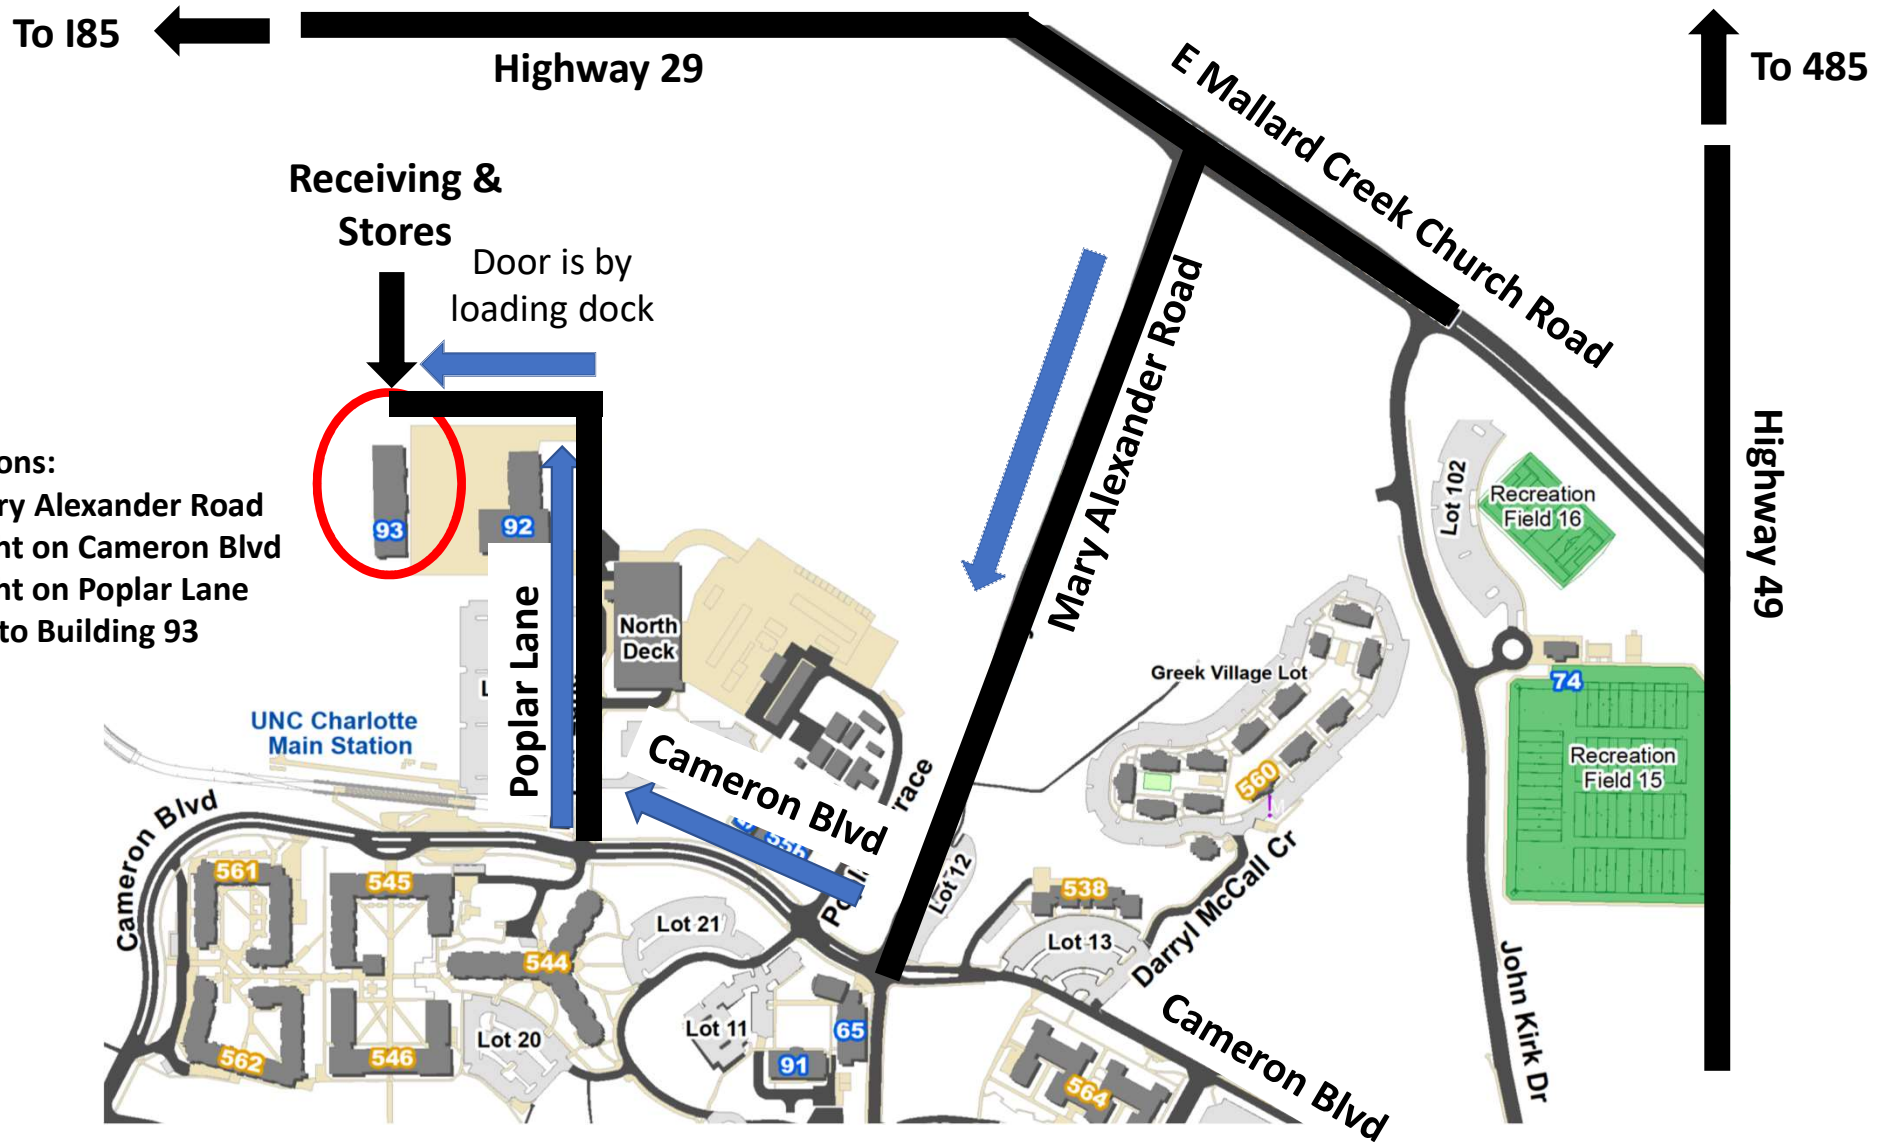 To I85
Highway 29
E Mallard Creek Church Road
To 485
Receiving &
Stores
Door is by
loading dock
Mary Alexander Road
Highway 49
ons:
ry Alexander Road
nt on Cameron Blvd
nt on Poplar Lane
to Building 93
93
92
Lot 102
Recreation
Field 16
Poplar Lane
North
Deck
Greek Village Lot
74
UNC Charlotte
Main Station
L
Cameron Blvd
rrace
560
M
Recreation
Field 15
Cameron Blvd
561
545
Lot 12
538
Darryl McCall Cr
Lot 21
Lot 13
544
John Kirk Dr
Lot 20
Lot 11
65
Cameron Blvd
562
546
91
564